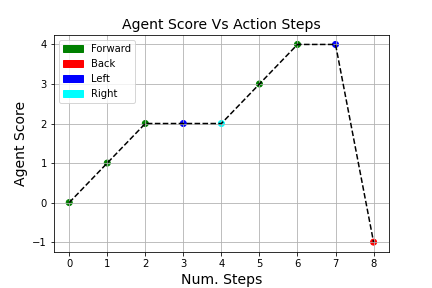 Agent Score Vs Action Steps
Forward
Back
Left
Right
Agent Score
4
3
2
1
0
−1
0 1 2 3 4 5 6 7 8
Num. Steps